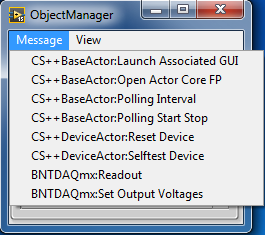 ObjectManager
Message View
CS++BaseActor:Launch Associated GUI
CS++BaseActor:Open Actor Core FP
CS++BaseActor:Polling Interval
CS++BaseActor:Polling Start Stop
CS++DeviceActor:Reset Device
CS++DeviceActor:Selftest Device
BNTDAQmx:Readout
BNTDAQmx:Set Output Voltages